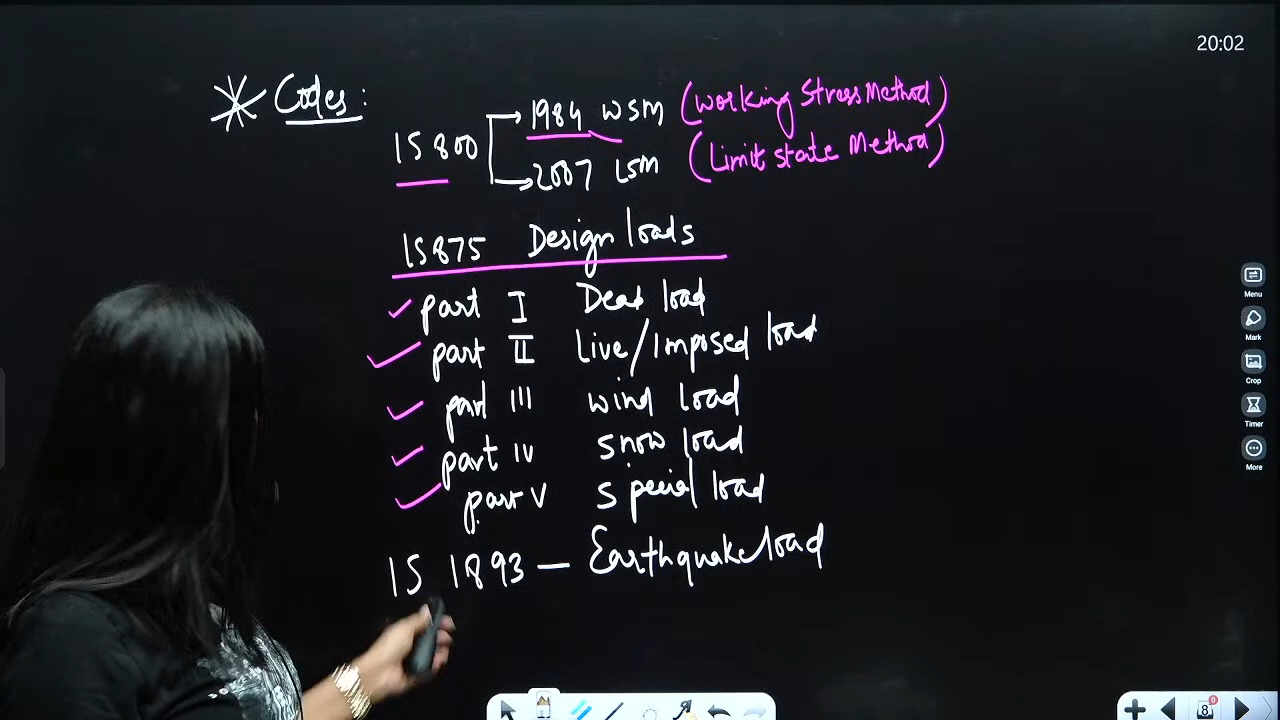 20:02
* Codes:
IS 800
1984 WSM (Working Stress Method)
2007 LSM (Limit state Method)
IS875 Design loads
✓ part I Dead load
✓ part II Live/Imposed load
✓ part III wind load
✓ part IV snow load
✓ part V special load
IS 1893 — Earthquake load
Menu
Mark
Crop
Timer
More
8